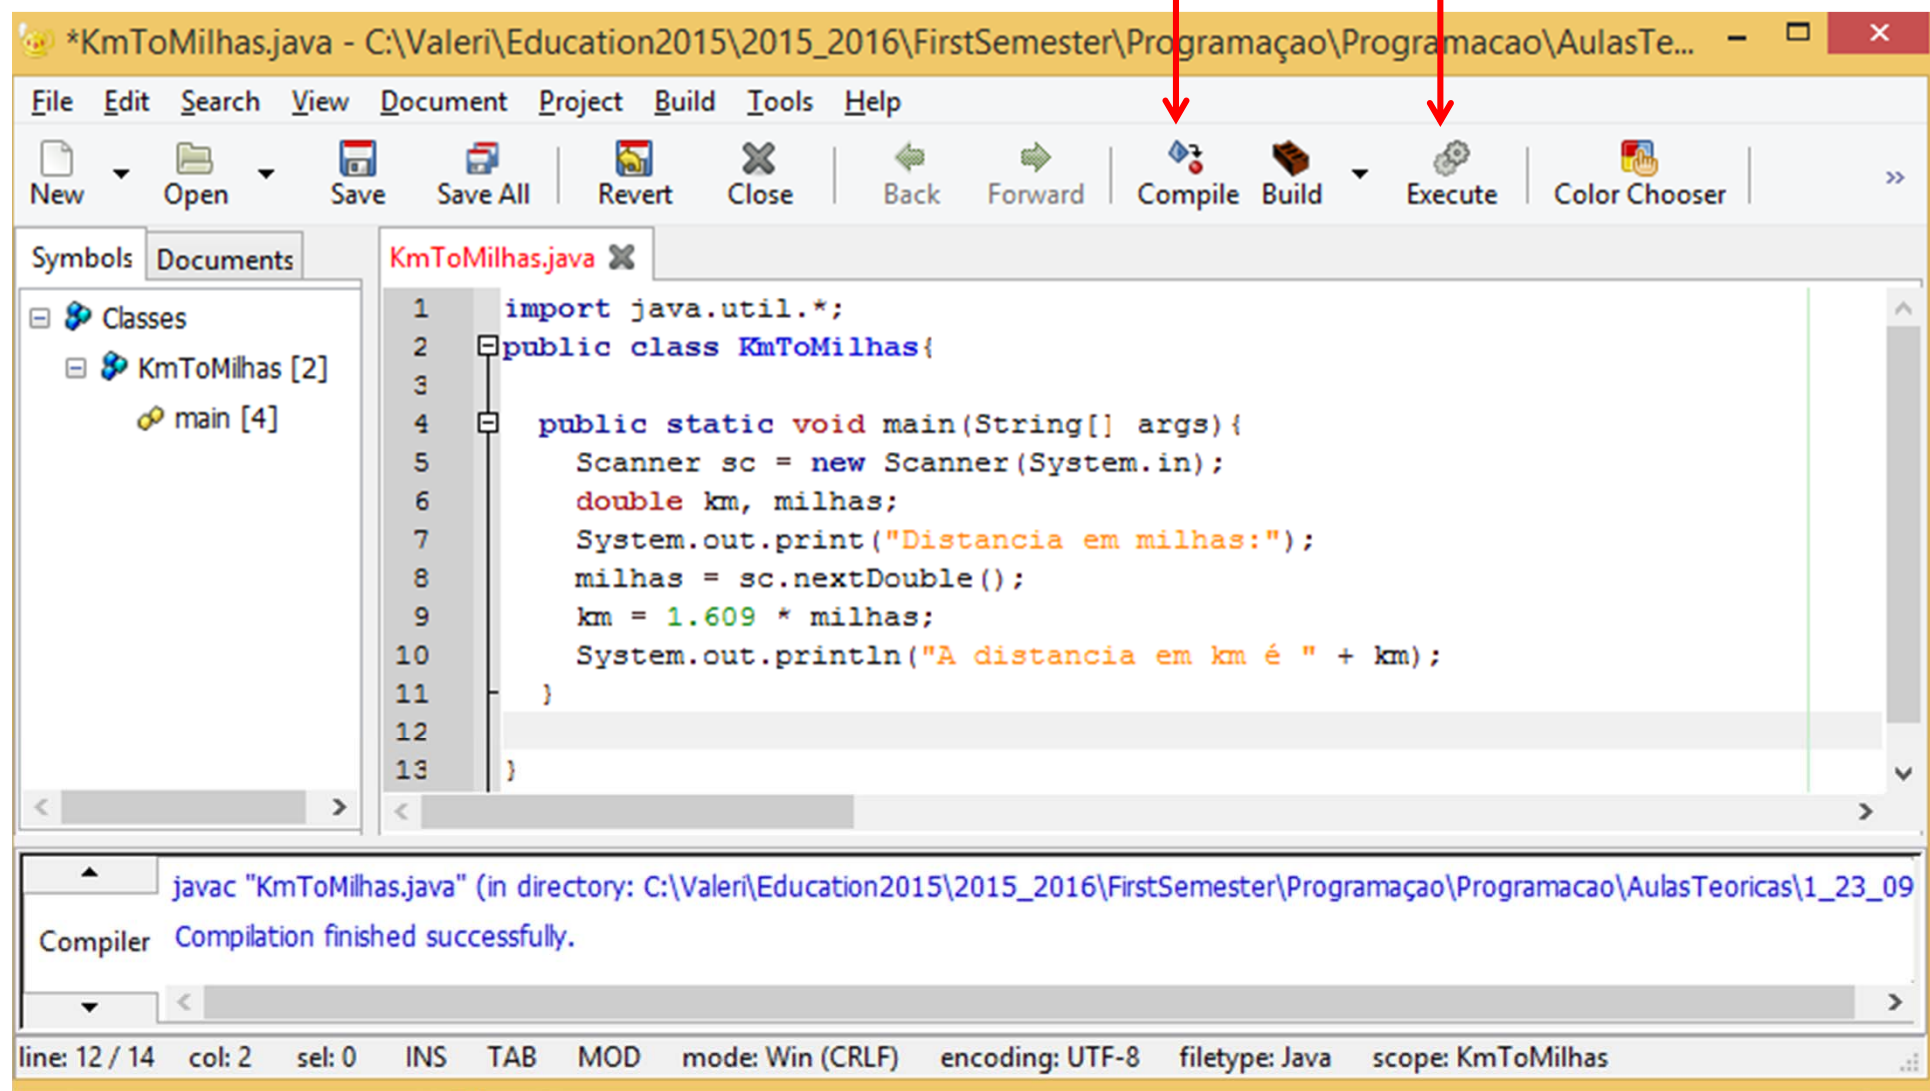 *KmToMilhas.java - C:\Valeri\Education2015\2015_2016\FirstSemester\Programaçao\Programacao\AulasTe...
File Edit Search View Document Project Build Tools Help
New Open Save Save All Revert Close Back Forward Compile Build Execute Color Chooser »
Symbols Documents KmToMilhas.java
Classes
KmToMilhas [2]
main [4]
1 import java.util.*;
2 public class KmToMilhas{
3
4 public static void main(String[] args){
5 Scanner sc = new Scanner(System.in);
6 double km, milhas;
7 System.out.print("Distancia em milhas:");
8 milhas = sc.nextDouble();
9 km = 1.609 * milhas;
10 System.out.println("A distancia em km é " + km);
11 }
12
13 }
javac "KmToMilhas.java" (in directory: C:\Valeri\Education2015\2015_2016\FirstSemester\Programaçao\Programacao\AulasTeoricas\1_23_09
Compiler Compilation finished successfully.
line: 12 / 14 col: 2 sel: 0 INS TAB MOD mode: Win (CRLF) encoding: UTF-8 filetype: Java scope: KmToMilhas